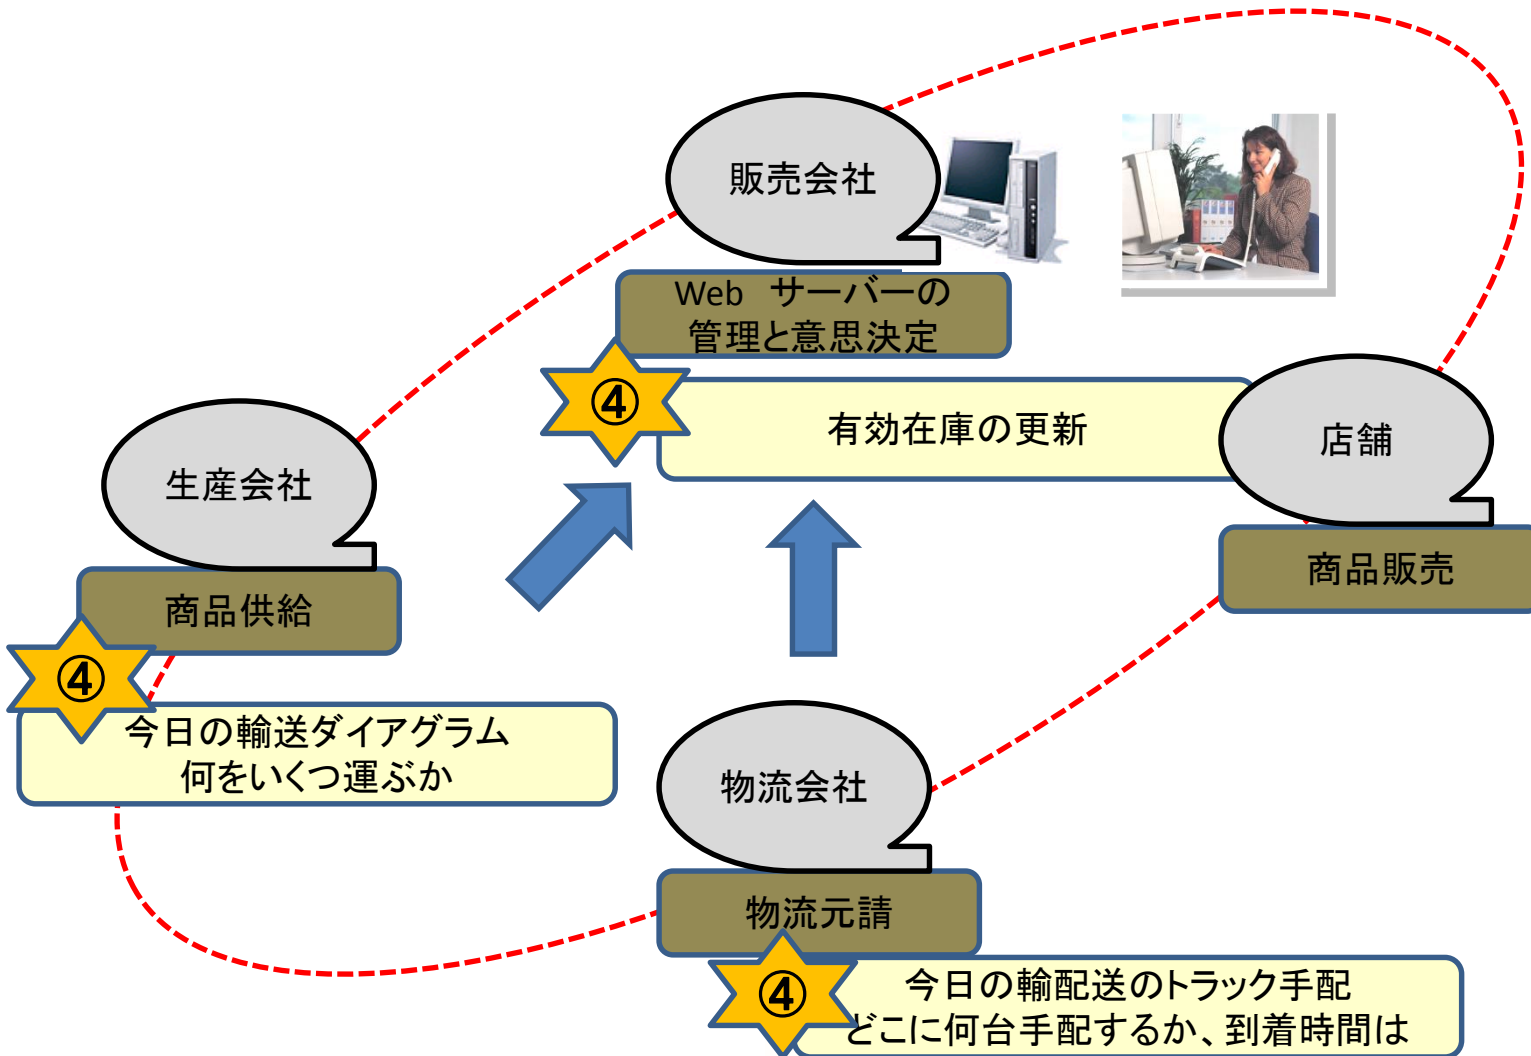 販売会社
Web サーバーの
管理と意思決定
④
有効在庫の更新
店舗
商品販売
生産会社
商品供給
④
今日の輸送ダイアグラム
何をいくつ運ぶか
物流会社
物流元請
④
今日の輸配送のトラック手配
どこに何台手配するか、到着時間は